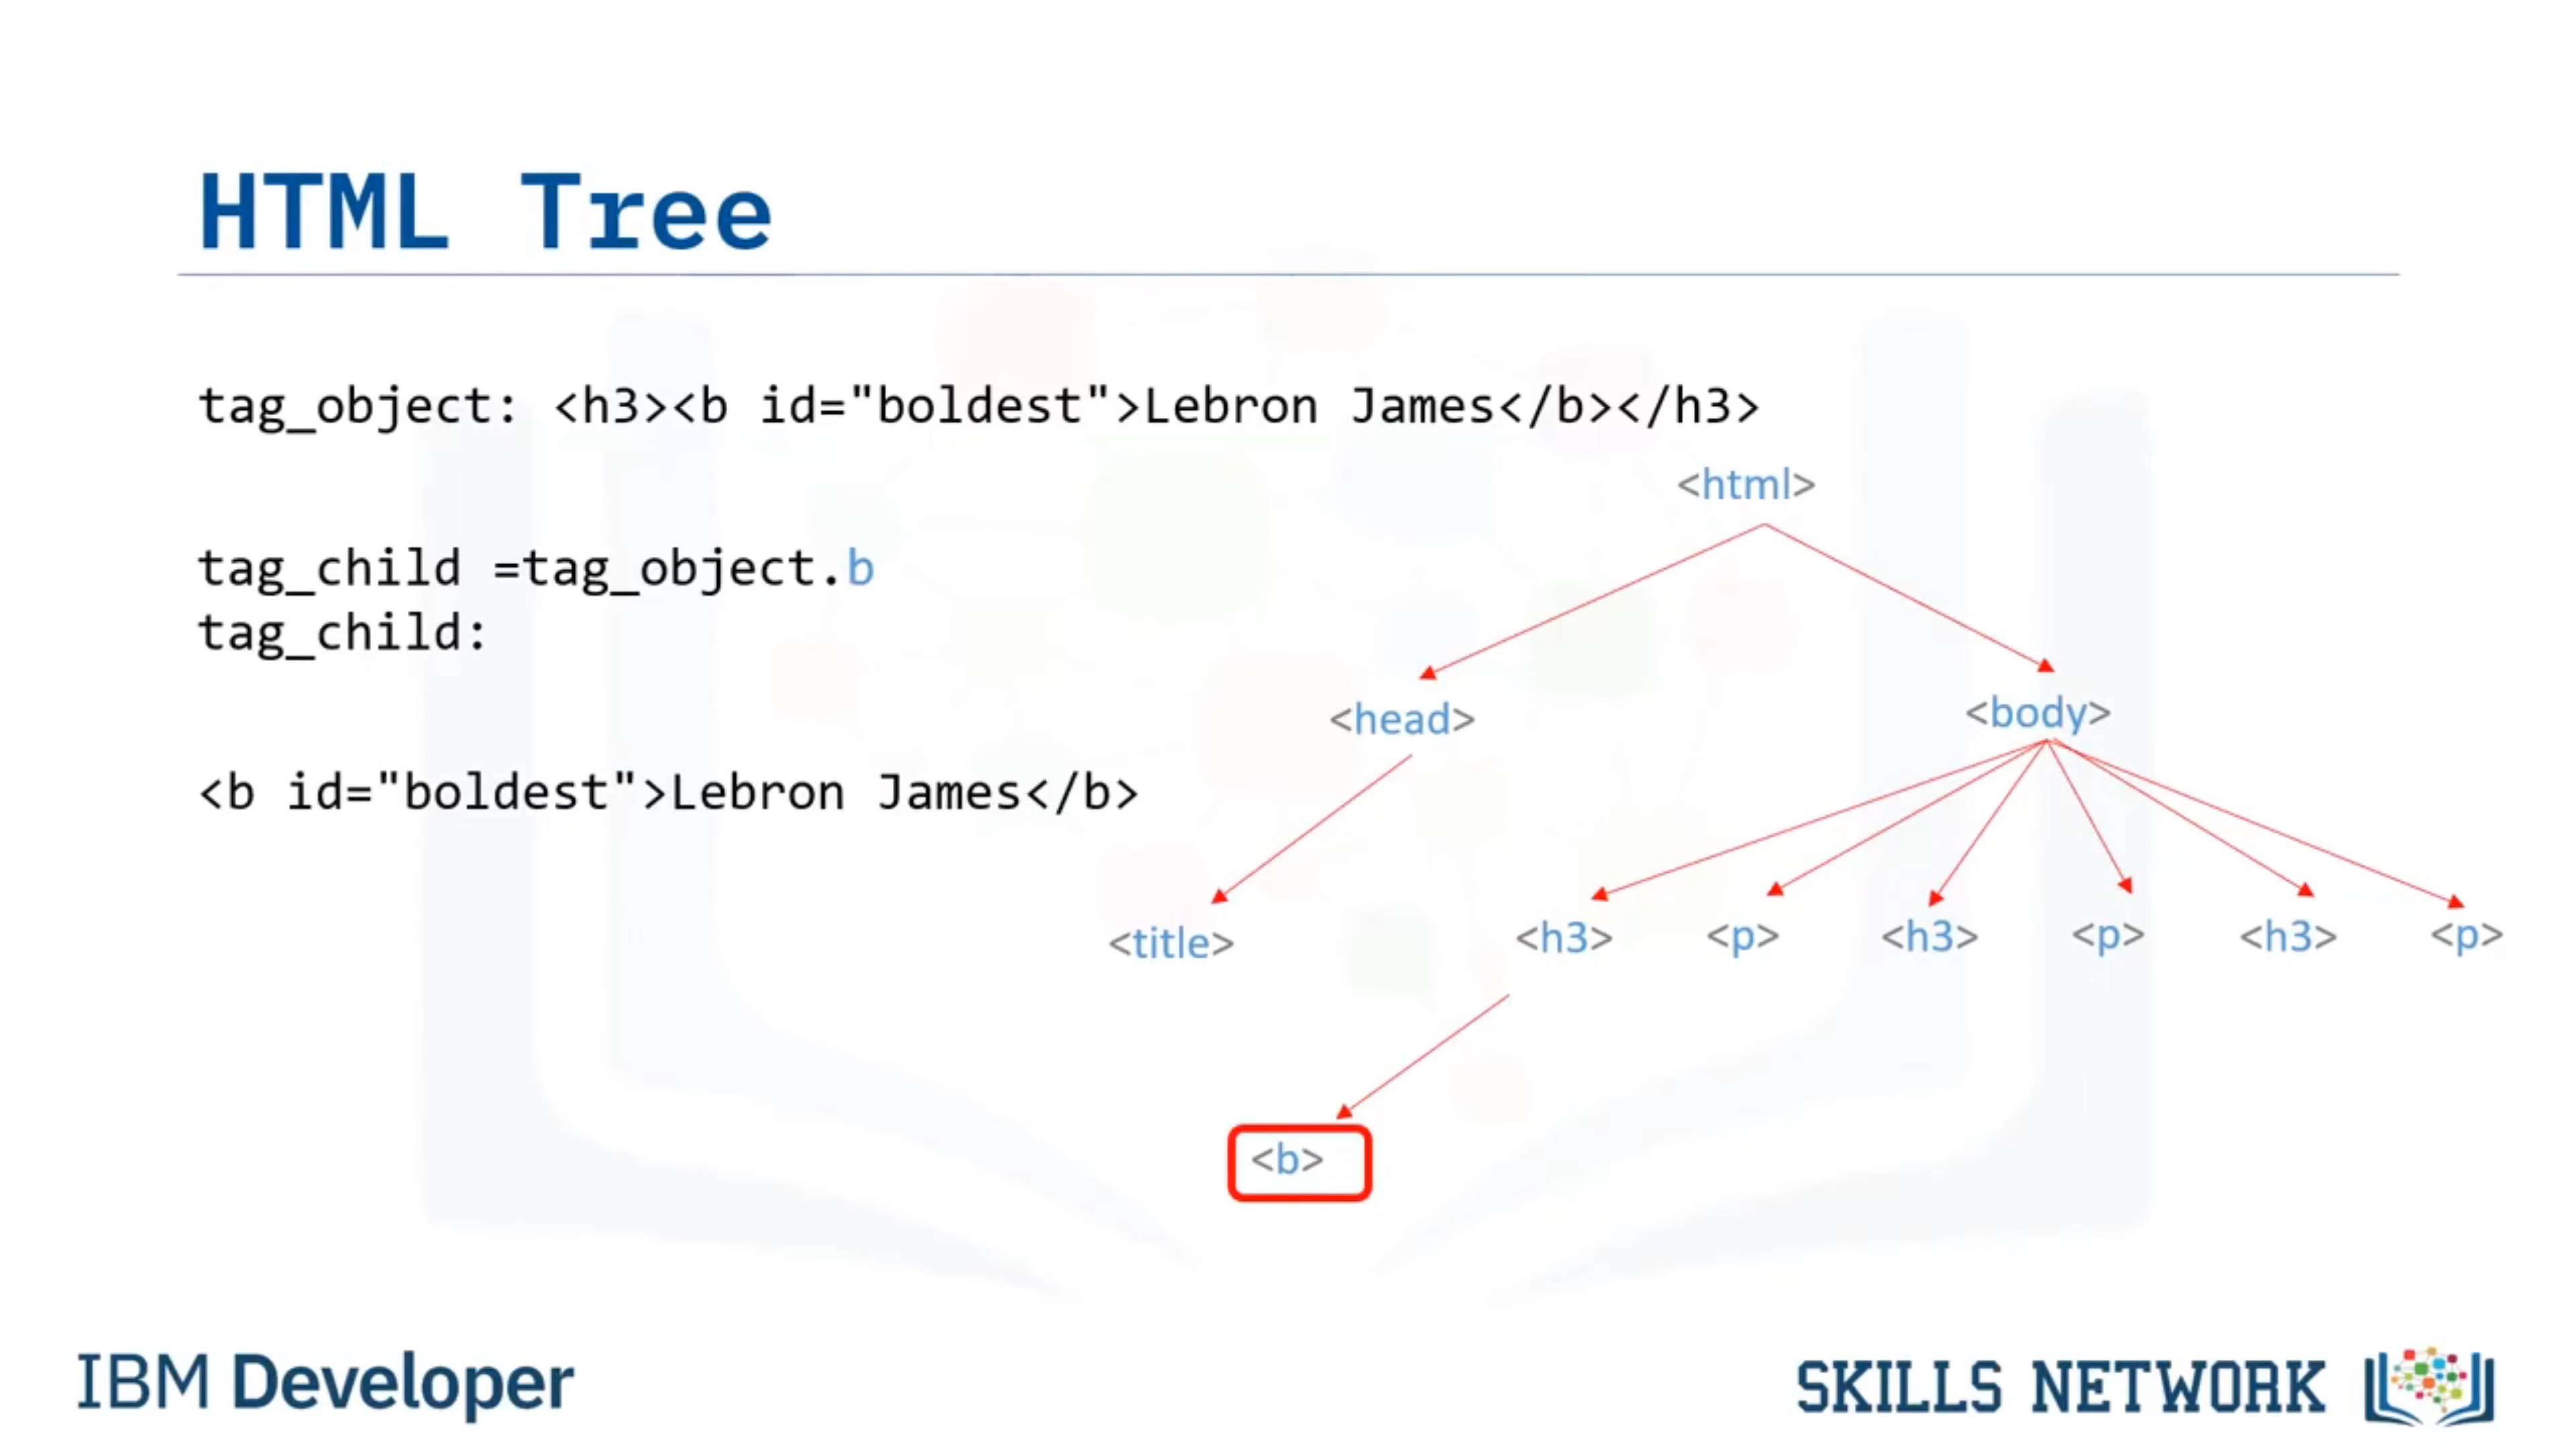 HTML Tree
tag_object: <h3><b id="boldest">Lebron James</b></h3>
<html>
tag_child =tag_object.b
tag_child:
<head>
<body>
<b id="boldest">Lebron James</b>
<title>
<h3> <p> <h3> <p> <h3> <p>
<b>
IBM Developer
SKILLS NETWORK